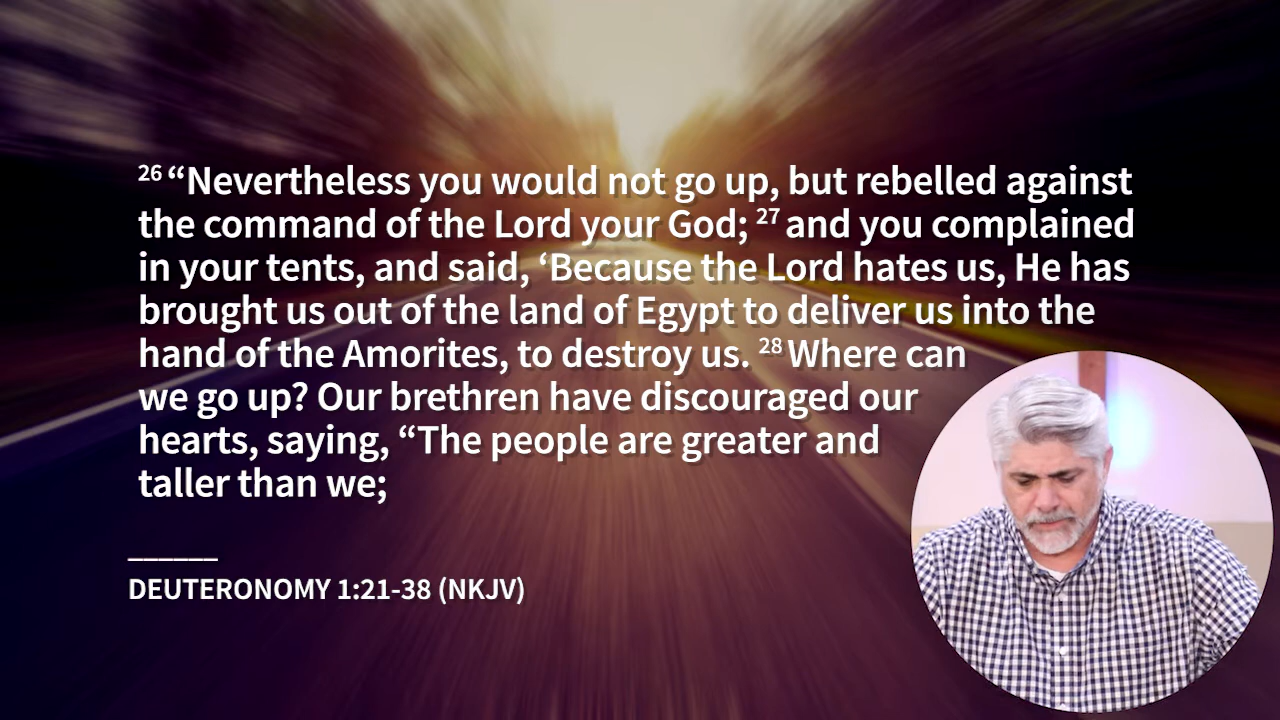 26 “Nevertheless you would not go up, but rebelled against
the command of the Lord your God; 27 and you complained
in your tents, and said, ‘Because the Lord hates us, He has
brought us out of the land of Egypt to deliver us into the
hand of the Amorites, to destroy us. 28 Where can
we go up? Our brethren have discouraged our
hearts, saying, “The people are greater and
taller than we;
DEUTERONOMY 1:21-38 (NKJV)